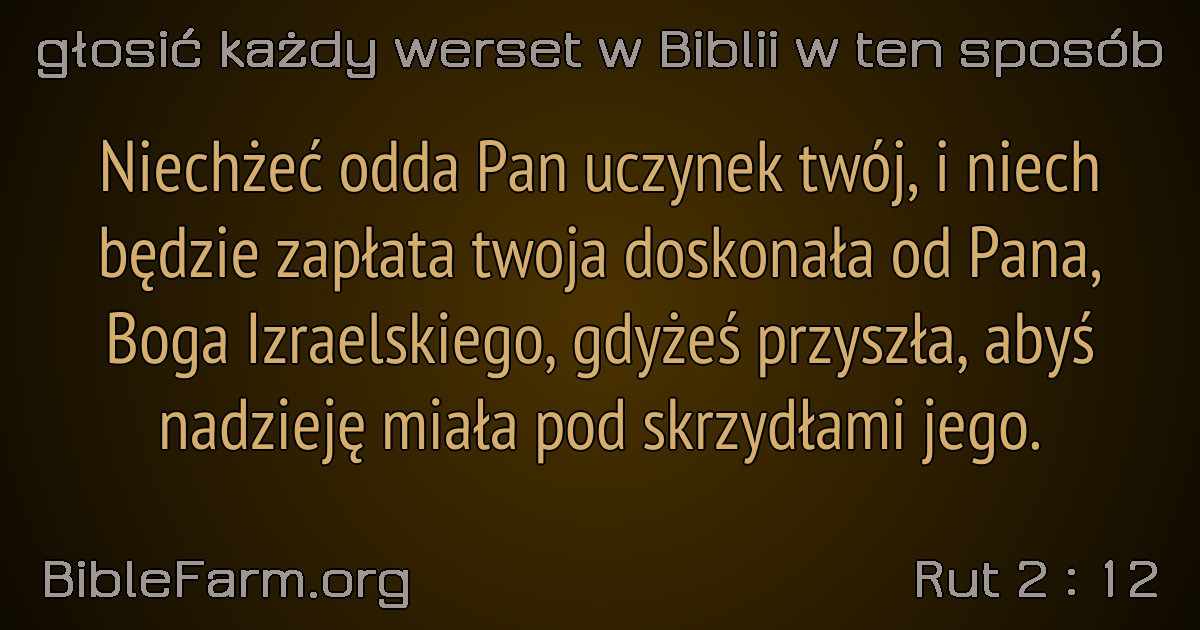 głosić każdy werset w Biblii w ten sposób
Niechżeć odda Pan uczynek twój, i niech
będzie zapłata twoja doskonała od Pana,
Boga Izraelskiego, gdyżeś przyszła, abyś
nadzieję miała pod skrzydłami jego.
BibleFarm.org
Rut 2 : 12